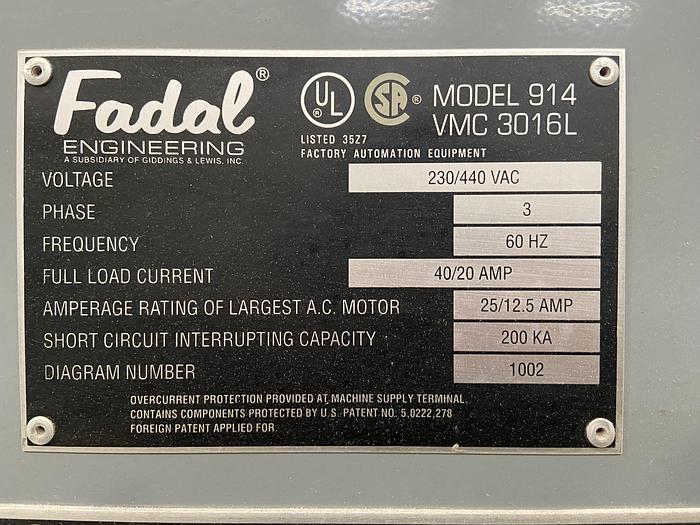 Fadal®
ENGINEERING
A SUBSIDIARY OF GIDDINGS & LEWIS, INC.
UL SA ® MODEL 914
VMC 3016L
LISTED 35Z7
FACTORY AUTOMATION EQUIPMENT
VOLTAGE 230/440 VAC
PHASE 3
FREQUENCY 60 HZ
FULL LOAD CURRENT 40/20 AMP
AMPERAGE RATING OF LARGEST A.C. MOTOR 25/12.5 AMP
SHORT CIRCUIT INTERRUPTING CAPACITY 200 KA
DIAGRAM NUMBER 1002
OVERCURRENT PROTECTION PROVIDED AT MACHINE SUPPLY TERMINAL.
CONTAINS COMPONENTS PROTECTED BY U.S. PATENT NO. 5,0222,278
FOREIGN PATENT APPLIED FOR.